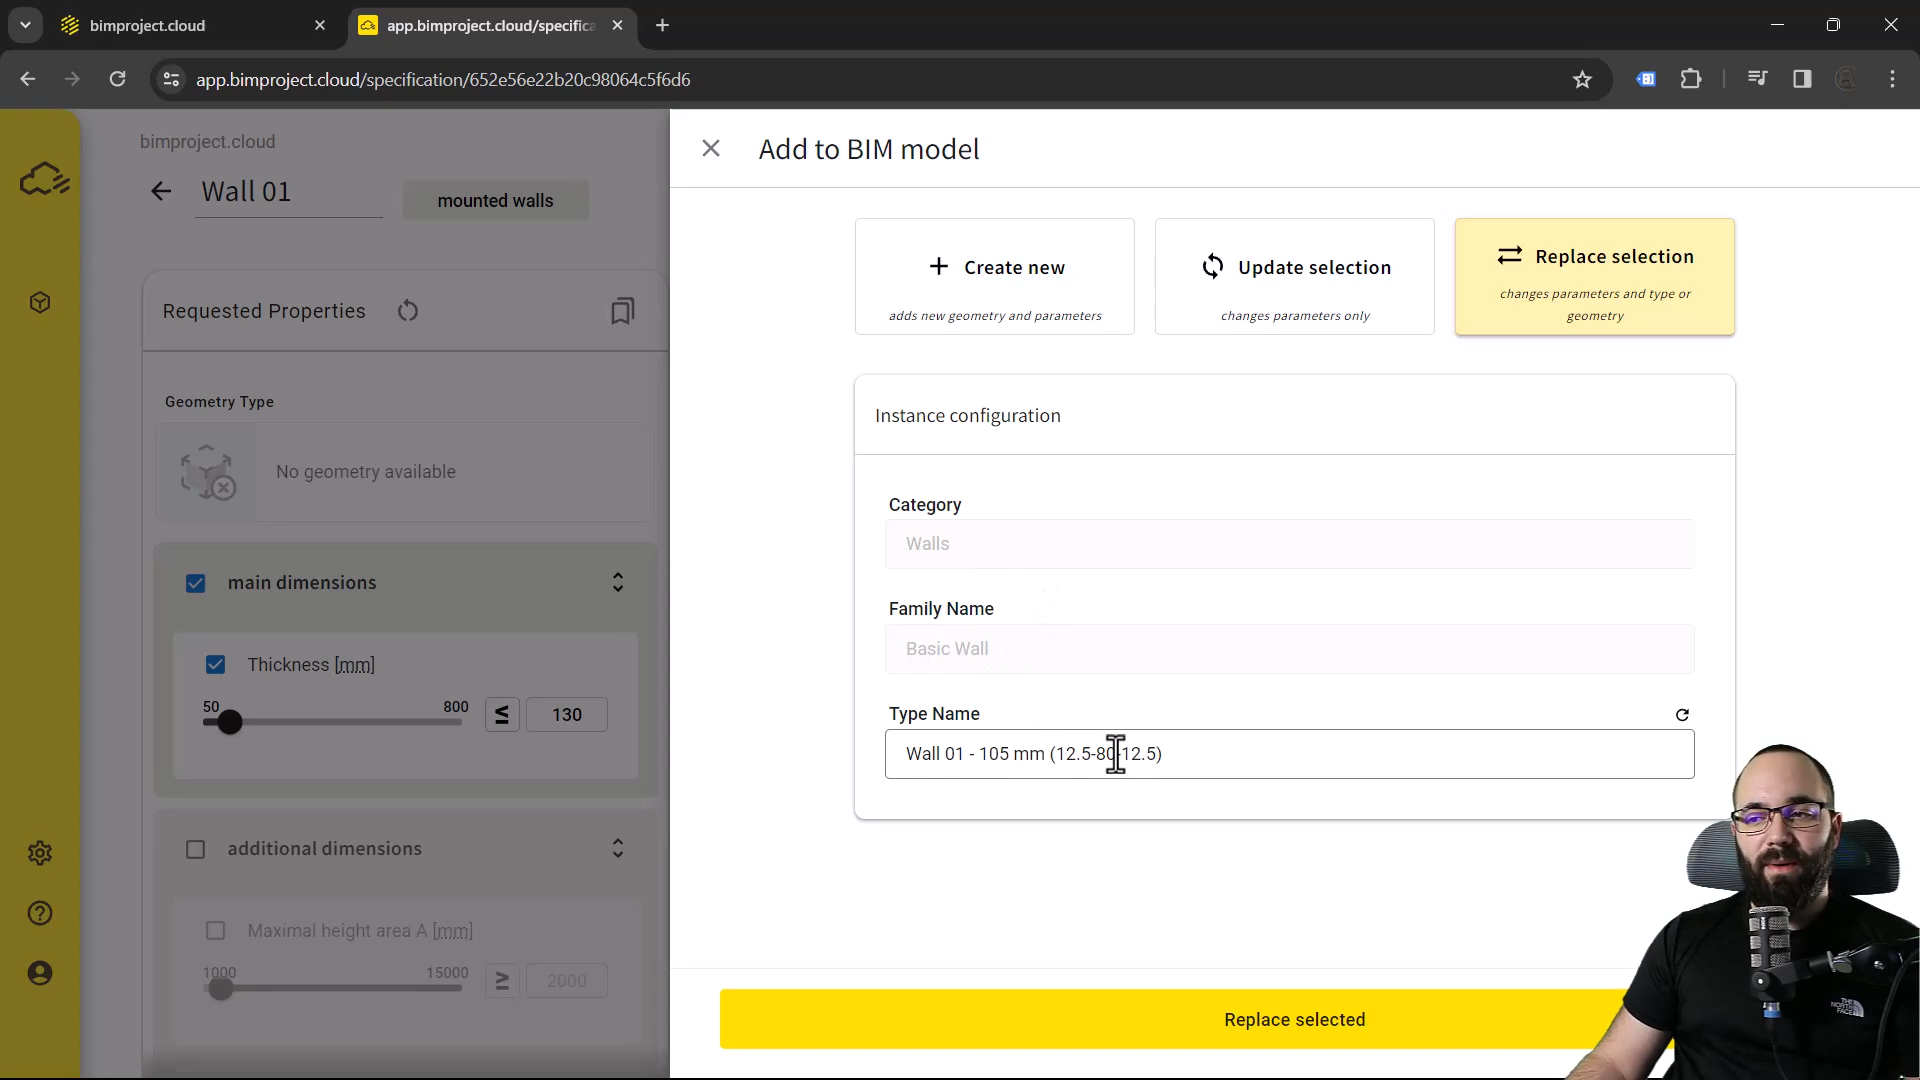 bimproject.cloud
app.bimproject.cloud/specifica
app.bimproject.cloud/specification/652e56e22b20c98064c5f6d6
bimproject.cloud
Wall 01
mounted walls
Requested Properties
Geometry Type
No geometry available
main dimensions
Thickness [mm]
50
800
≤
130
additional dimensions
Maximal height area A [mm]
1000
15000
≥
2000
Add to BIM model
Create new
adds new geometry and parameters
Update selection
changes parameters only
Replace selection
changes parameters and type or
geometry
Instance configuration
Category
Walls
Family Name
Basic Wall
Type Name
Wall 01 - 105 mm (12.5-80-12.5)
Replace selected
THE
NORTH
FACE